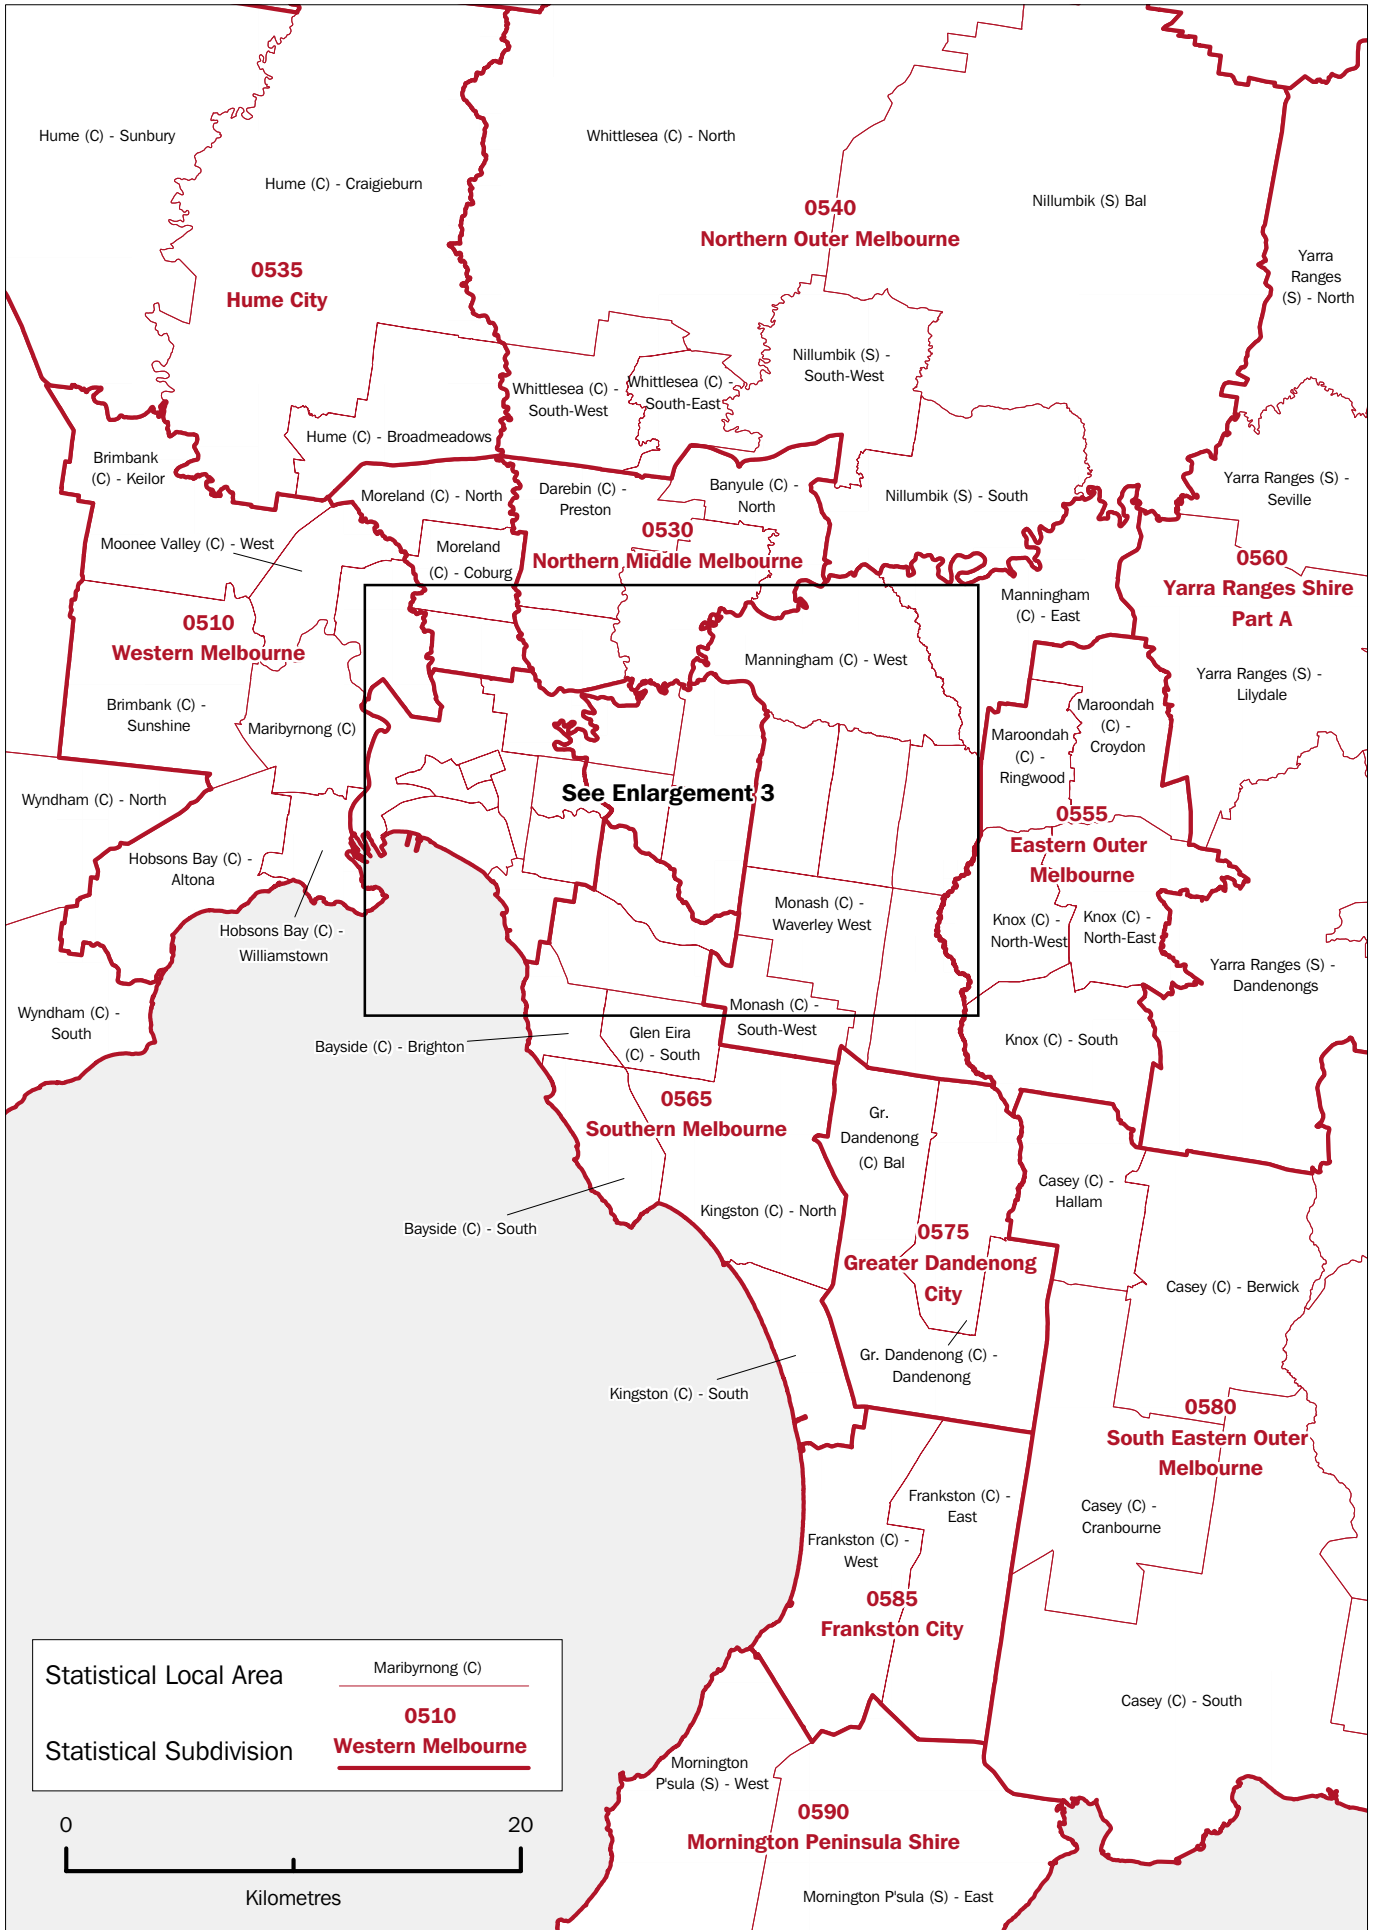 Hume (C) - Sunbury
Whittlesea (C) - North
Hume (C) - Craigieburn
Nillumbik (S) Bal
0540
Northern Outer Melbourne
0535
Hume City
Yarra
Ranges
(S) - North
Nillumbik (S) -
South-West
Whittlesea (C) -
South-West
Whittlesea (C) -
South-East
Hume (C) - Broadmeadows
Brimbank
(C) - Keilor
Moreland (C) - North
Darebin (C) -
Preston
Banyule (C) -
North
Nillumbik (S) - South
Yarra Ranges (S) -
Seville
Moonee Valley (C) - West
Moreland
(C) - Coburg
0530
Northern Middle Melbourne
0560
Yarra Ranges Shire
Part A
Manningham
(C) - East
0510
Western Melbourne
Manningham (C) - West
Yarra Ranges (S) -
Lilydale
Brimbank (C) -
Sunshine
Maribyrnong (C)
Maroondah
(C) -
Croydon
Maroondah
(C) -
Ringwood
Wyndham (C) - North
See Enlargement 3
0555
Eastern Outer
Melbourne
Hobsons Bay (C) -
Altona
Hobsons Bay (C) -
Williamstown
Monash (C) -
Waverley West
Knox (C) -
North-West
Knox (C) -
North-East
Yarra Ranges (S) -
Dandenongs
Wyndham (C) -
South
Monash (C) -
South-West
Bayside (C) - Brighton
Glen Eira
(C) - South
Knox (C) - South
0565
Southern Melbourne
Gr.
Dandenong
(C) Bal
Casey (C) -
Hallam
Bayside (C) - South
Kingston (C) - North
0575
Greater Dandenong
City
Casey (C) - Berwick
Gr. Dandenong (C) -
Dandenong
Kingston (C) - South
0580
South Eastern Outer
Melbourne
Frankston (C) -
East
Casey (C) -
Cranbourne
Frankston (C) -
West
0585
Frankston City
Casey (C) - South
Statistical Local Area
Maribyrnong (C)
0510
Western Melbourne
Statistical Subdivision
Mornington
P'sula (S) - West
0590
Mornington Peninsula Shire
0
20
Kilometres
Mornington P'sula (S) - East